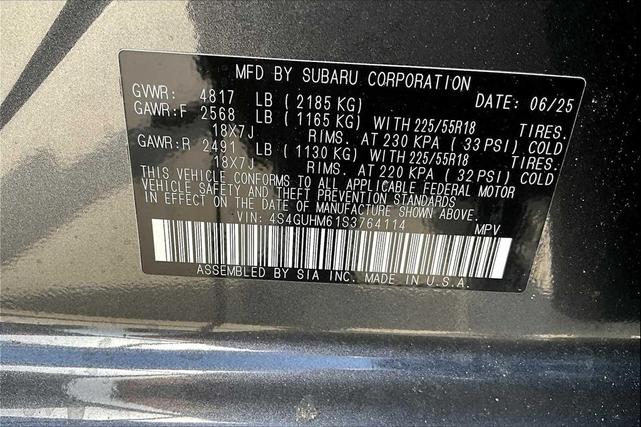 MFD BY SUBARU CORPORATION
GVWR: 4817 LB (2185 KG) DATE: 06/25
GAWR:F 2568 LB (1165 KG) WITH 225/55R18 TIRES.
18X7J RIMS. AT 230 KPA (33 PSI) COLD
GAWR:R 2491 LB (1130 KG) WITH 225/55R18 TIRES.
18X7J RIMS. AT 220 KPA (32 PSI) COLD
THIS VEHICLE CONFORMS TO ALL APPLICABLE FEDERAL MOTOR
VEHICLE SAFETY AND THEFT PREVENTION STANDARDS
IN EFFECT ON THE DATE OF MANUFACTURE SHOWN ABOVE.
VIN: 4S4GUHM61S3764114 MPV
ASSEMBLED BY SIA INC. MADE IN U.S.A.